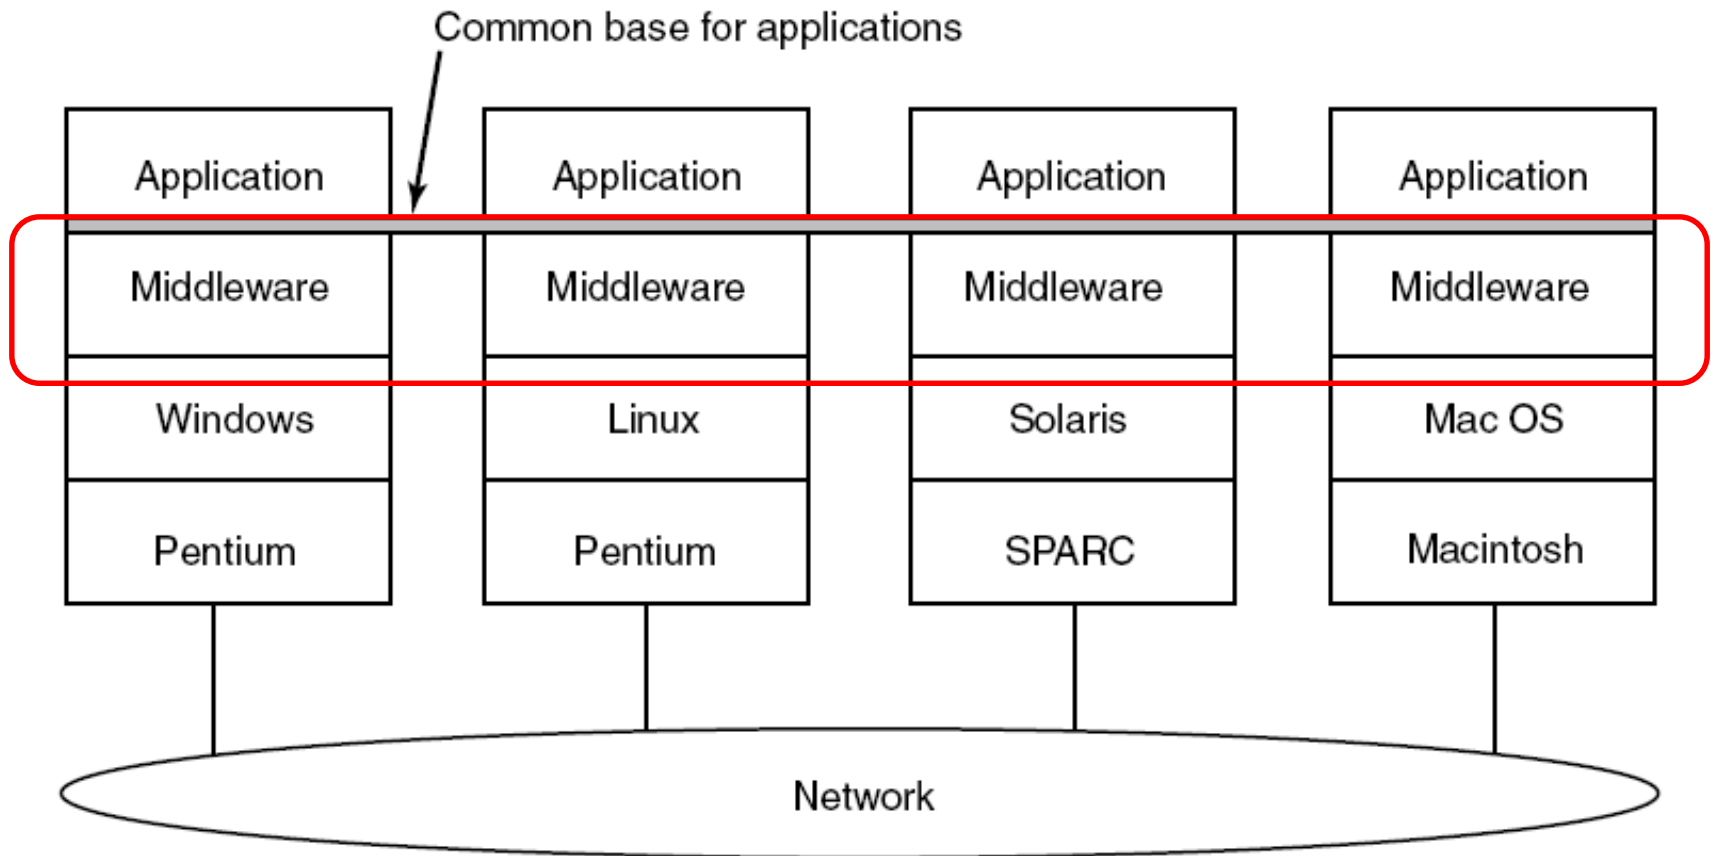 Common base for applications
Application Application Application Application
Middleware Middleware Middleware Middleware
Windows Linux Solaris Mac OS
Pentium Pentium SPARC Macintosh
Network